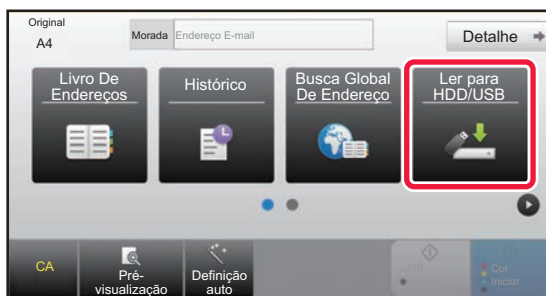 Original
A4
Morada
Endereço E-mail
Detalhe
Livro De
Endereços
Histórico
Busca Global
De Endereço
Ler para
HDD/USB
CA
Pré-
visualização
Definição
auto
P/B
Iniciar
Cor
Iniciar